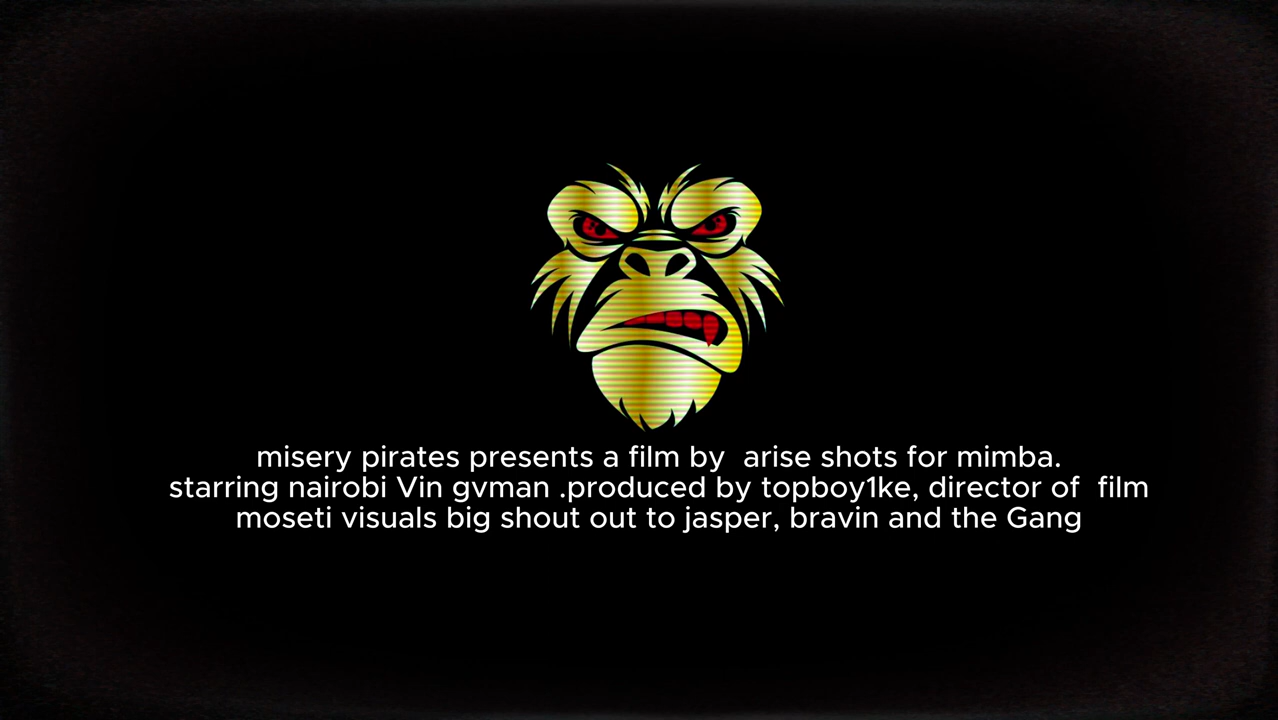 misery pirates presents a film by  arise shots for mimba.
starring nairobi Vin gvman .produced by topboy1ke, director of  film
moseti visuals big shout out to jasper, bravin and the Gang